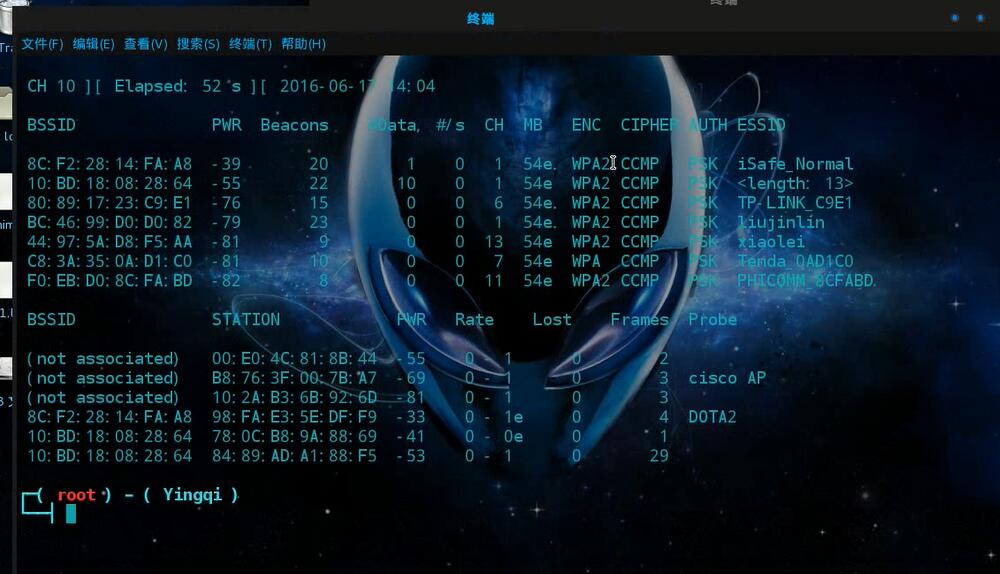 终端
文件(F) 编辑(E) 查看(V) 搜索(S) 终端(T) 帮助(H)
CH 10 ][ Elapsed: 52 s ][ 2016-06-17 14:04
BSSID PWR Beacons #Data, #/s CH MB ENC CIPHER AUTH ESSID
8C:F2:28:14:FA:A8 -39 20 1 0 1 54e. WPA2 CCMP PSK iSafe_Normal
10:BD:18:08:28:64 -55 22 10 0 1 54e. WPA2 CCMP PSK <length: 13>
80:89:17:23:C9:E1 -76 15 0 0 6 54e. WPA2 CCMP PSK TP-LINK_C9E1
BC:46:99:D0:D0:82 -79 23 0 0 1 54e. WPA2 CCMP PSK liujinlin
44:97:5A:D8:F5:AA -81 9 0 0 13 54e WPA2 CCMP PSK xiaolei
C8:3A:35:0A:D1:C0 -81 10 0 0 7 54e WPA CCMP PSK Tenda_0AD1C0
F0:EB:D0:8C:FA:BD -82 8 0 0 11 54e WPA2 CCMP PSK PHICOMM_8CFABD
BSSID STATION PWR Rate Lost Frames Probe
(not associated) 00:E0:4C:81:8B:44 -55 0 - 1 0 2
(not associated) B8:76:3F:00:7B:A7 -69 0 - 1 0 3 cisco AP
(not associated) 10:2A:B3:6B:92:6D -81 0 - 1 0 3
8C:F2:28:14:FA:A8 98:FA:E3:5E:DF:F9 -33 0 - 1e 0 4 DOTA2
10:BD:18:08:28:64 78:0C:B8:9A:88:69 -41 0 - 0e 0 1
10:BD:18:08:28:64 84:89:AD:A1:88:F5 -53 0 - 1 0 29
(root) - (Yingqi)